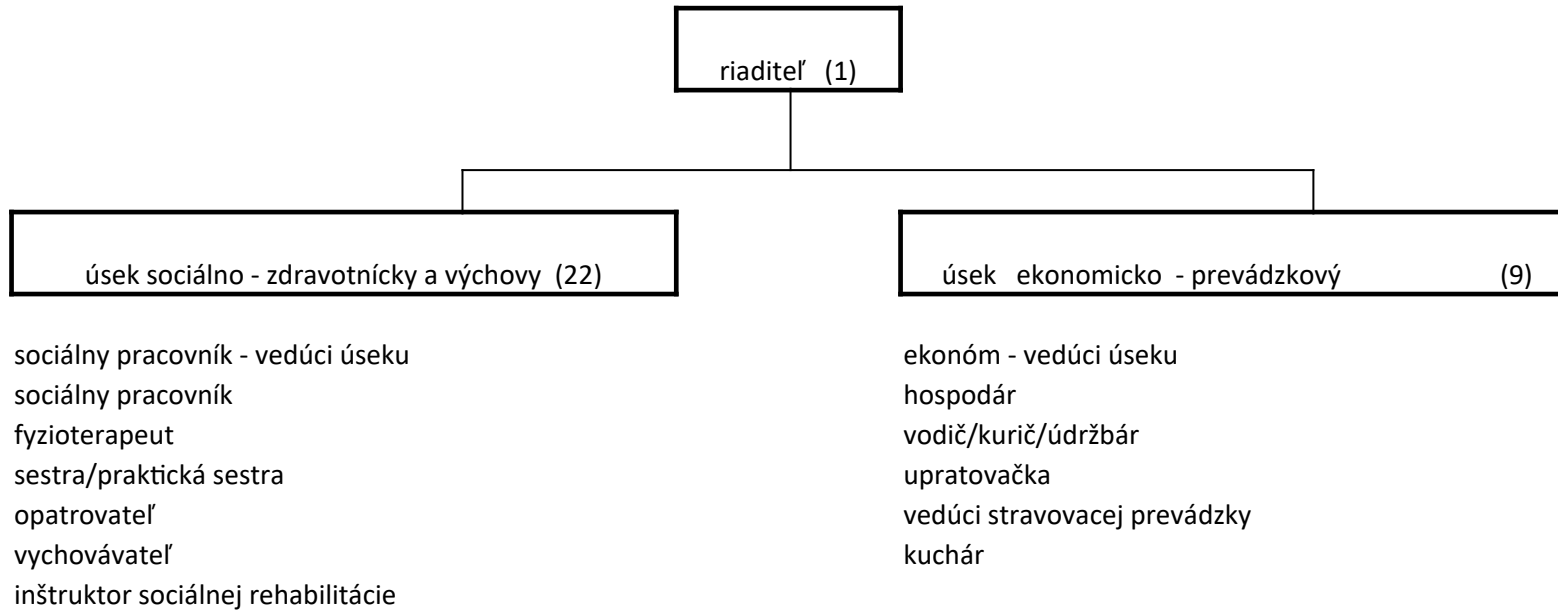 riaditeľ (1)
úsek sociálno - zdravotnícky a výchovy (22)
úsek ekonomicko - prevádzkový (9)
sociálny pracovník - vedúci úseku
sociálny pracovník
fyzioterapeut
sestra/praktická sestra
opatrovateľ
vychovávateľ
inštruktor sociálnej rehabilitácie
ekonóm - vedúci úseku
hospodár
vodič/kurič/údržbár
upratovačka
vedúci stravovacej prevádzky
kuchár